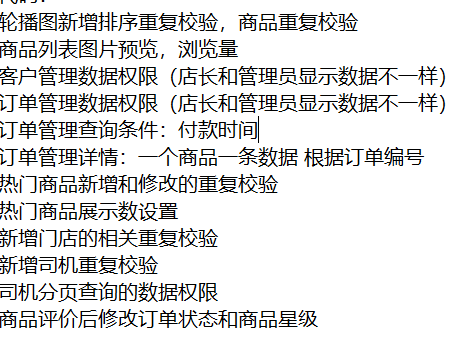 轮播图新增排序重复校验，商品重复校验
商品列表图片预览，浏览量
客户管理数据权限（店长和管理员显示数据不一样）
订单管理数据权限（店长和管理员显示数据不一样）
订单管理查询条件：付款时间
订单管理详情：一个商品一条数据 根据订单编号
热门商品新增和修改的重复校验
热门商品展示数设置
新增门店的相关重复校验
新增司机重复校验
司机分页查询的数据权限
商品评价后修改订单状态和商品星级